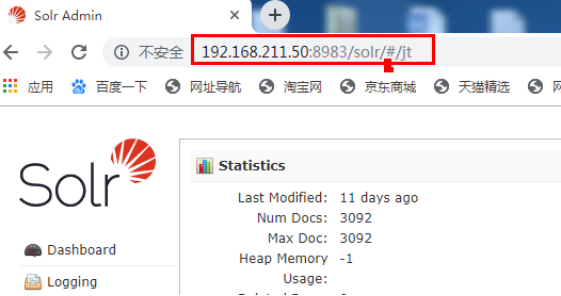 Solr Admin
不安全 192.168.211.50:8983/solr/#/jt
应用 百度一下 网址导航 淘宝网 京东商城 天猫精选
Solr
Statistics
Last Modified: 11 days ago
Num Docs: 3092
Max Doc: 3092
Heap Memory -1
Usage:
Dashboard
Logging